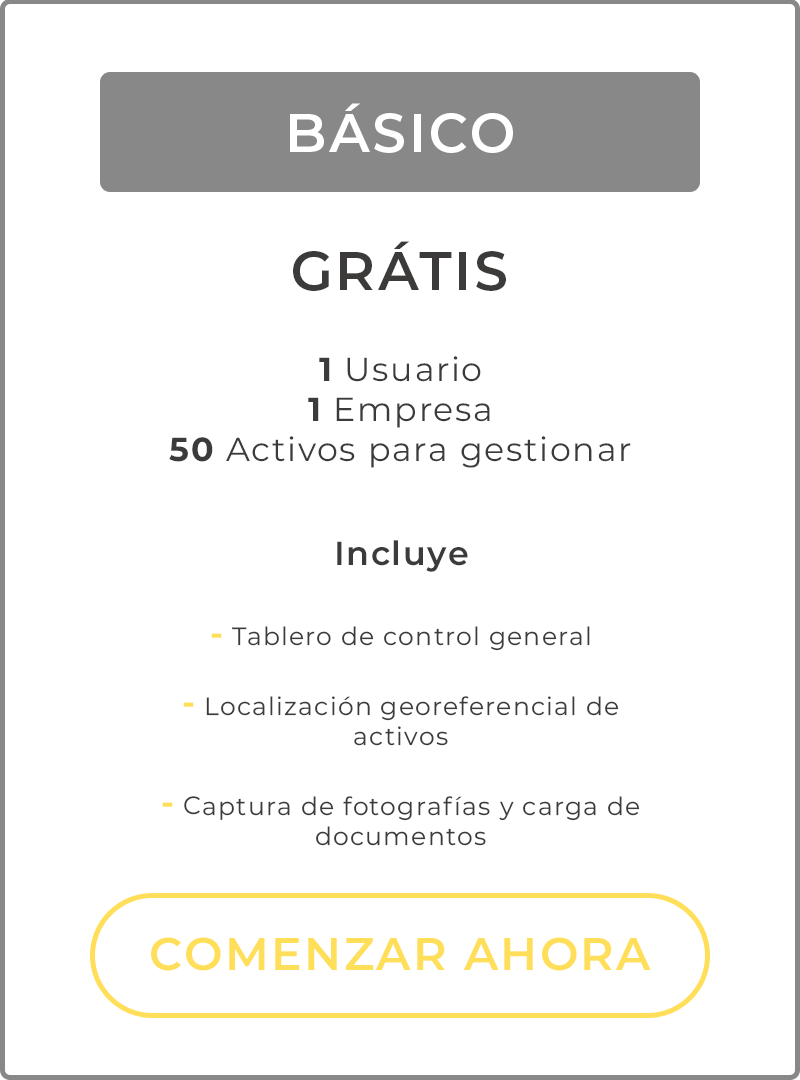 BÁSICO
GRÁTIS
1 Usuario
1 Empresa
50 Activos para gestionar
Incluye
- Tablero de control general
- Localización georeferencial de
activos
- Captura de fotografías y carga de
documentos
COMENZAR AHORA